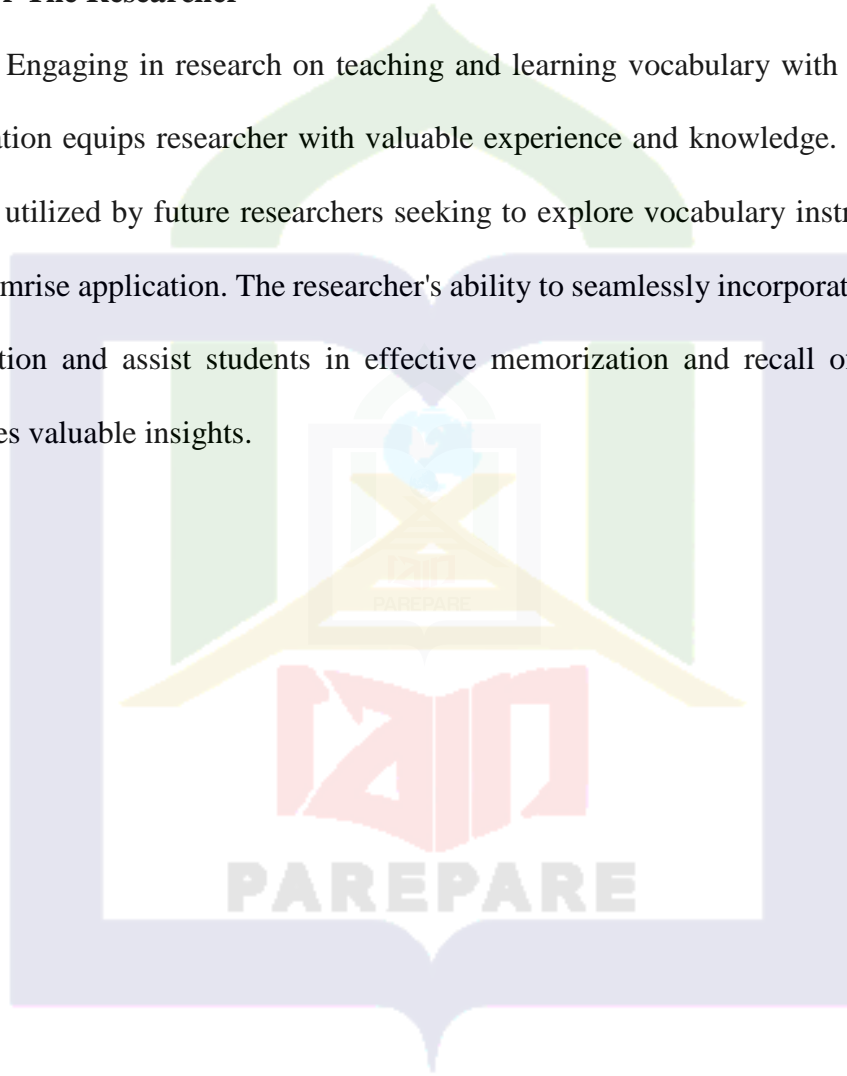 The Researcher
Engaging in research on teaching and learning vocabulary with
ation equips researcher with valuable experience and knowledge.
utilized by future researchers seeking to explore vocabulary instr
mrise application. The researcher's ability to seamlessly incorporat
tion and assist students in effective memorization and recall o
es valuable insights.
IAIN
PAREPARE
IAIN
PAREPARE